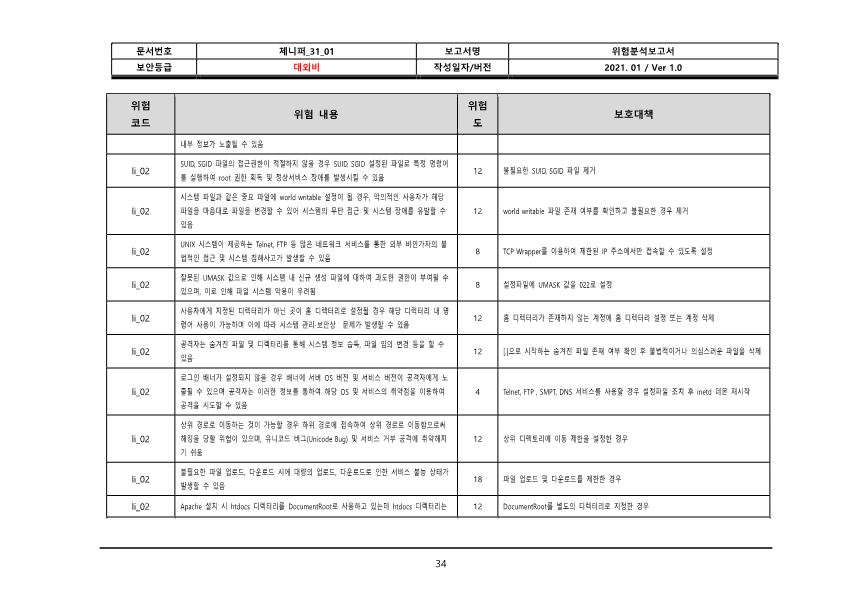 문서번호 제니퍼_31_01 보고서명 위험분석보고서
보안등급 대외비 작성일자/버전 2021. 01 / Ver 1.0
위험 코드 위험 내용 위험도 보호대책
내부 정보가 노출될 수 있음
li_02 SUID, SGID 파일의 접근권한이 적절하지 않을 경우 SUID, SGID 설정된 파일로 특정 명령어
를 실행하여 root 권한 획득 및 정상서비스 장애를 발생시킬 수 있음 12 불필요한 SUID, SGID 파일 제거
li_02 시스템 파일과 같은 중요 파일에 world writable 설정이 될 경우, 악의적인 사용자가 해당
파일을 마음대로 파일을 변경할 수 있어 시스템의 무단 접근 및 시스템 장애를 유발할 수
있음 12 world writable 파일 존재 여부를 확인하고 불필요한 경우 제거
li_02 UNIX 시스템이 제공하는 Telnet, FTP 등 많은 네트워크 서비스를 통한 외부 비인가자의 불
법적인 접근 및 시스템 침해사고가 발생할 수 있음 8 TCP Wrapper를 이용하여 제한된 IP 주소에서만 접속할 수 있도록 설정
li_02 잘못된 UMASK 값으로 인해 시스템 내 신규 생성 파일에 대하여 과도한 권한이 부여될 수
있으며, 이로 인해 파일 시스템 악용이 우려됨 8 설정파일에 UMASK 값을 022로 설정
li_02 사용자에게 지정된 디렉터리가 아닌 곳이 홈 디렉터리로 설정될 경우 해당 디렉터리 내 명
령어 사용이 가능하며 이에 따라 시스템 관리·보안상 문제가 발생할 수 있음 12 홈 디렉터리가 존재하지 않는 계정에 홈 디렉터리 설정 또는 계정 삭제
li_02 공격자는 숨겨진 파일 및 디렉터리를 통해 시스템 정보 습득, 파일 임의 변경 등을 할 수
있음 12 []으로 시작하는 숨겨진 파일 존재 여부 확인 후 불법적이거나 의심스러운 파일을 삭제
li_02 로그인 배너가 설정되지 않을 경우 배너에 서버 OS 버전 및 서비스 버전이 공격자에게 노
출될 수 있으며 공격자는 이러한 정보를 통하여 해당 OS 및 서비스의 취약점을 이용하여
공격을 시도할 수 있음 4 Telnet, FTP , SMPT, DNS 서비스를 사용할 경우 설정파일 조치 후 inetd 데몬 재시작
li_02 상위 경로로 이동하는 것이 가능할 경우 하위 경로에 접속하여 상위 경로로 이동함으로써
해킹을 당할 위험이 있으며, 유니코드 버그(Unicode Bug) 및 서비스 거부 공격에 취약해지
기 쉬움 12 상위 디렉토리에 이동 제한을 설정한 경우
li_02 불필요한 파일 업로드, 다운로드 시에 대량의 업로드, 다운로드로 인한 서비스 불능 상태가
발생할 수 있음 18 파일 업로드 및 다운로드를 제한한 경우
li_02 Apache 설치 시 htdocs 디렉터리를 DocumentRoot로 사용하고 있는데 htdocs 디렉터리는 12 DocumentRoot를 별도의 디렉터리로 지정한 경우
34